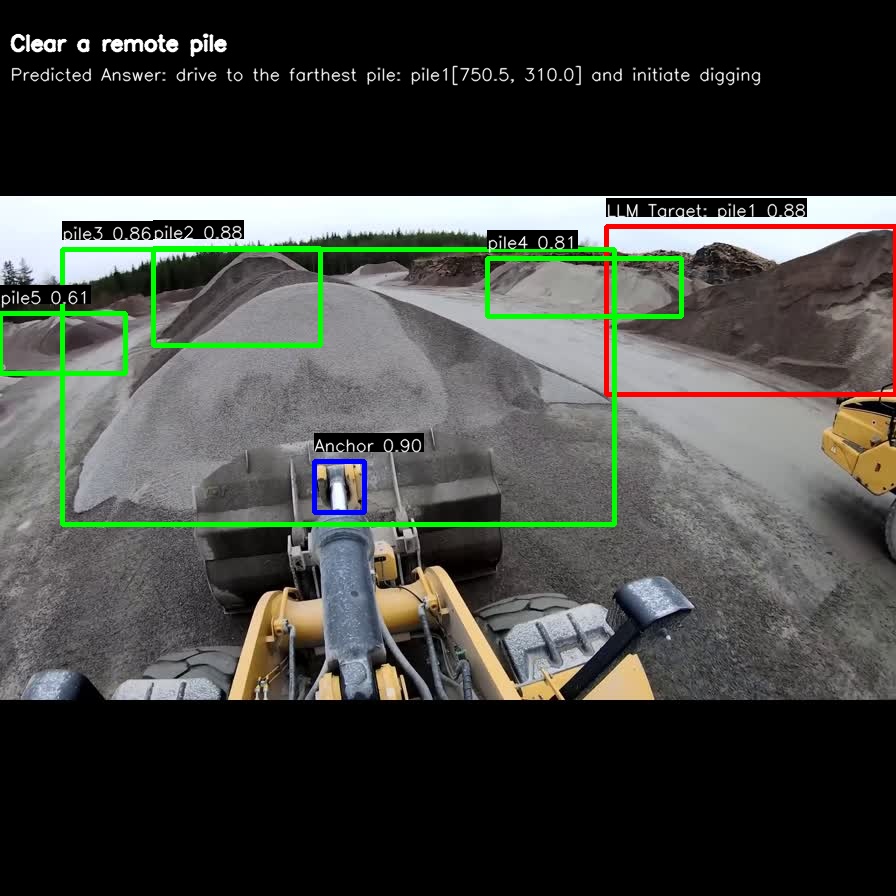 Clear a remote pile
Predicted Answer: drive to the farthest pile: pile1[750.5, 310.0] and initiate digging
LLM Target: pile1 0.88
pile3 0.86
pile2 0.88
pile4 0.81
pile5 0.61
Anchor 0.90